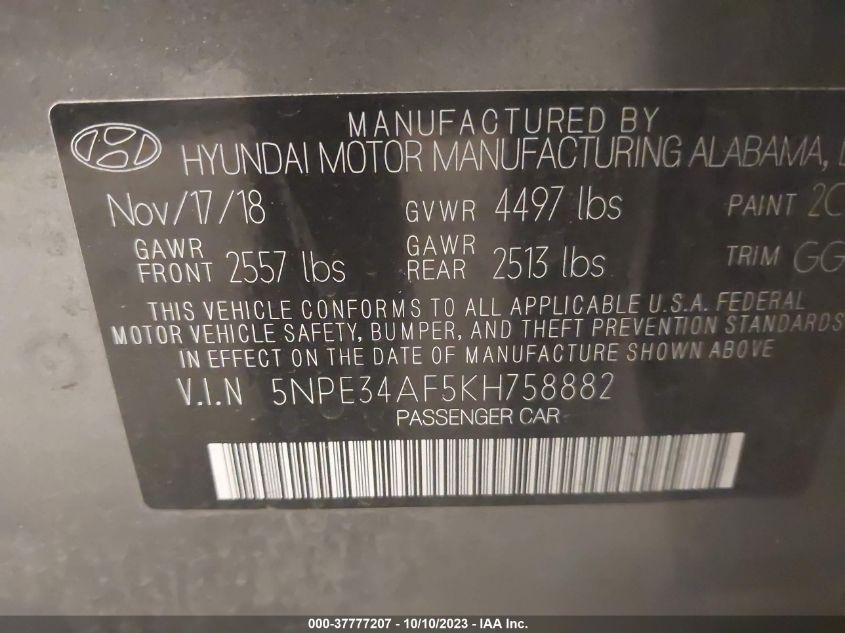 MANUFACTURED BY
HYUNDAI MOTOR MANUFACTURING ALABAMA,
Nov/17/18 GVWR 4497 lbs PAINT 2C
GAWR FRONT 2557 lbs GAWR REAR 2513 lbs TRIM GG
THIS VEHICLE CONFORMS TO ALL APPLICABLE U.S.A. FEDERAL
MOTOR VEHICLE SAFETY, BUMPER, AND THEFT PREVENTION STANDARDS
IN EFFECT ON THE DATE OF MANUFACTURE SHOWN ABOVE
V.I.N 5NPE34AF5KH758882
PASSENGER CAR
000-37777207 - 10/10/2023 - IAA Inc.